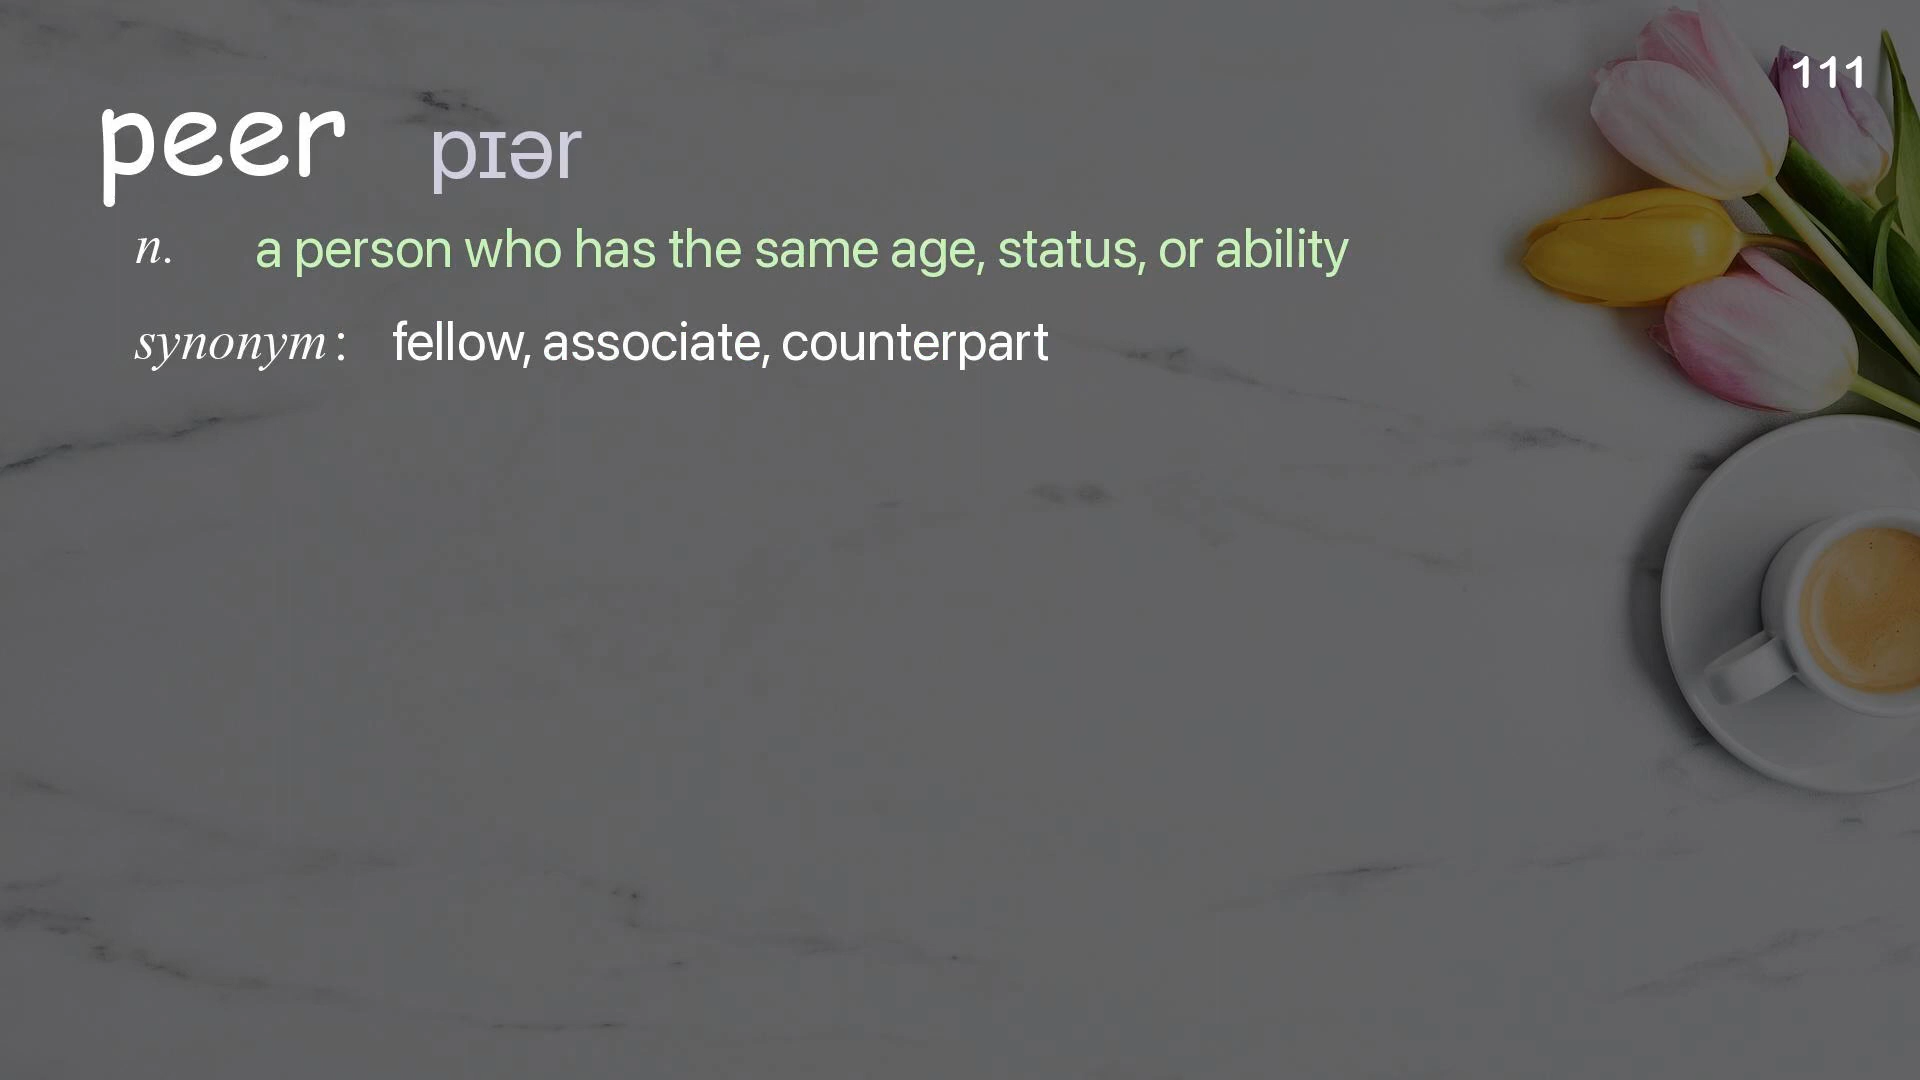 111
peer pɪər
n. a person who has the same age, status, or ability
synonym: fellow, associate, counterpart